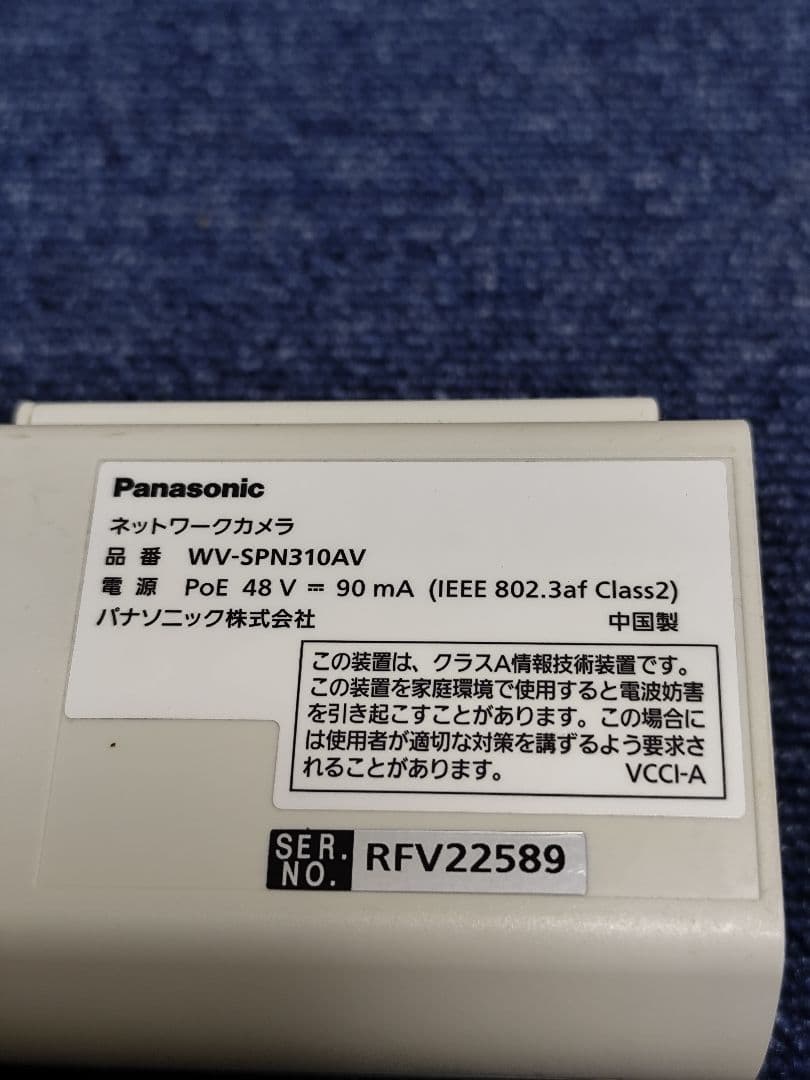 Panasonic
ネットワークカメラ
品 番 WV-SPN310AV
電 源 PoE 48 V ⎓ 90 mA (IEEE 802.3af Class2)
パナソニック株式会社 中国製
この装置は、クラスA情報技術装置です。
この装置を家庭環境で使用すると電波妨害
を引き起こすことがあります。この場合に
は使用者が適切な対策を講ずるよう要求さ
れることがあります。 VCCI-A
SER. NO. RFV22589